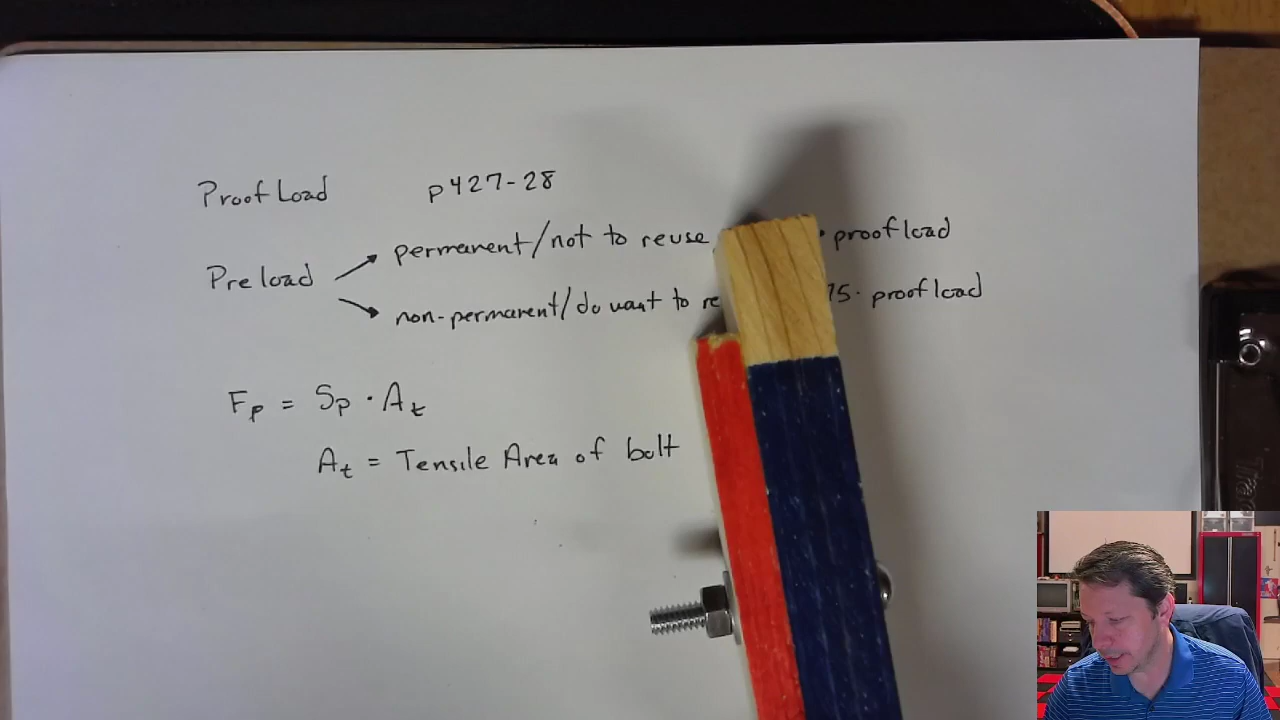 Proof Load p427-28
permanent/not to reuse · proof load
Preload
non-permanent/do want to 75· proof load
Fp = Sp · At
At = Tensile Area of bolt